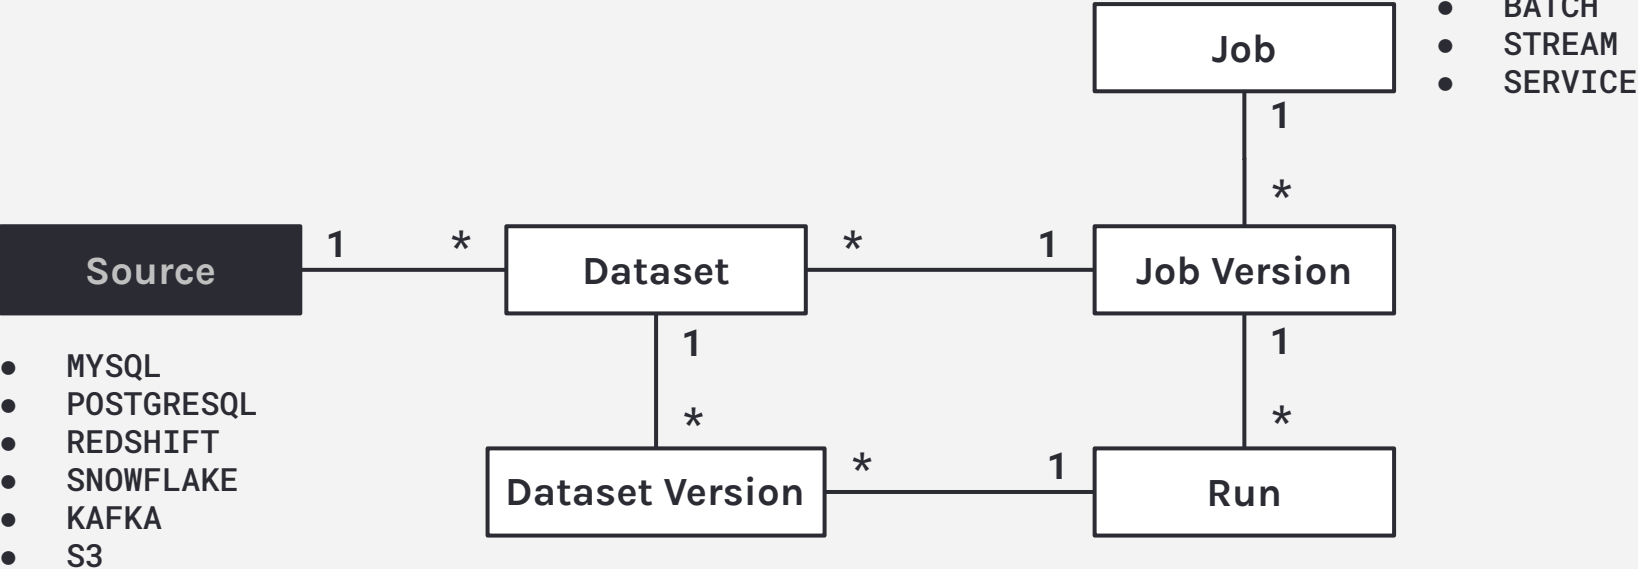 ● BATCH
Job
● STREAM
● SERVICE
1
*
Source
1
*
Dataset
*
1
Job Version
1
*
1
*
● MYSQL
● POSTGRESQL
● REDSHIFT
● SNOWFLAKE
● KAFKA
● S3
Dataset Version
*
1
Run